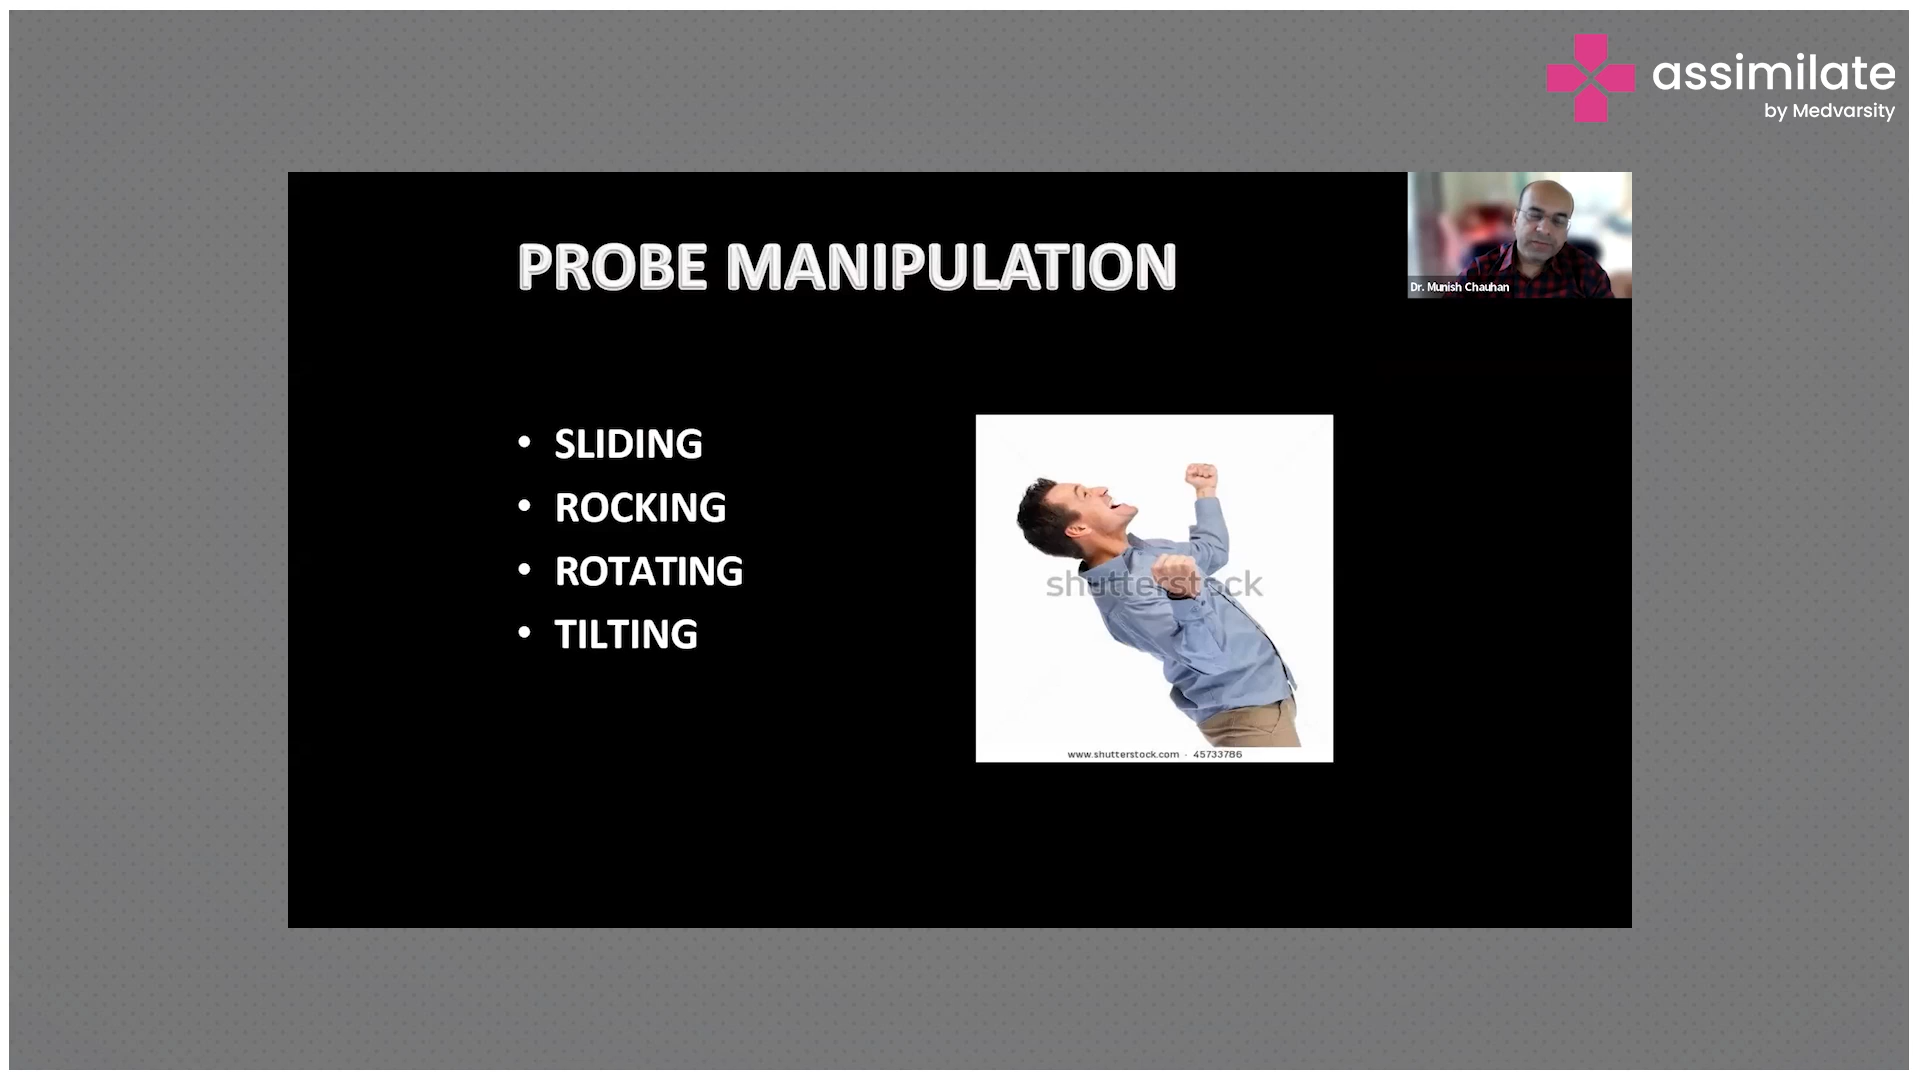 assimilate
by Medvarsity
PROBE MANIPULATION
Dr. Munish Chauhan
• SLIDING
• ROCKING
• ROTATING
• TILTING
shutterstock
www.shutterstock.com · 45733786